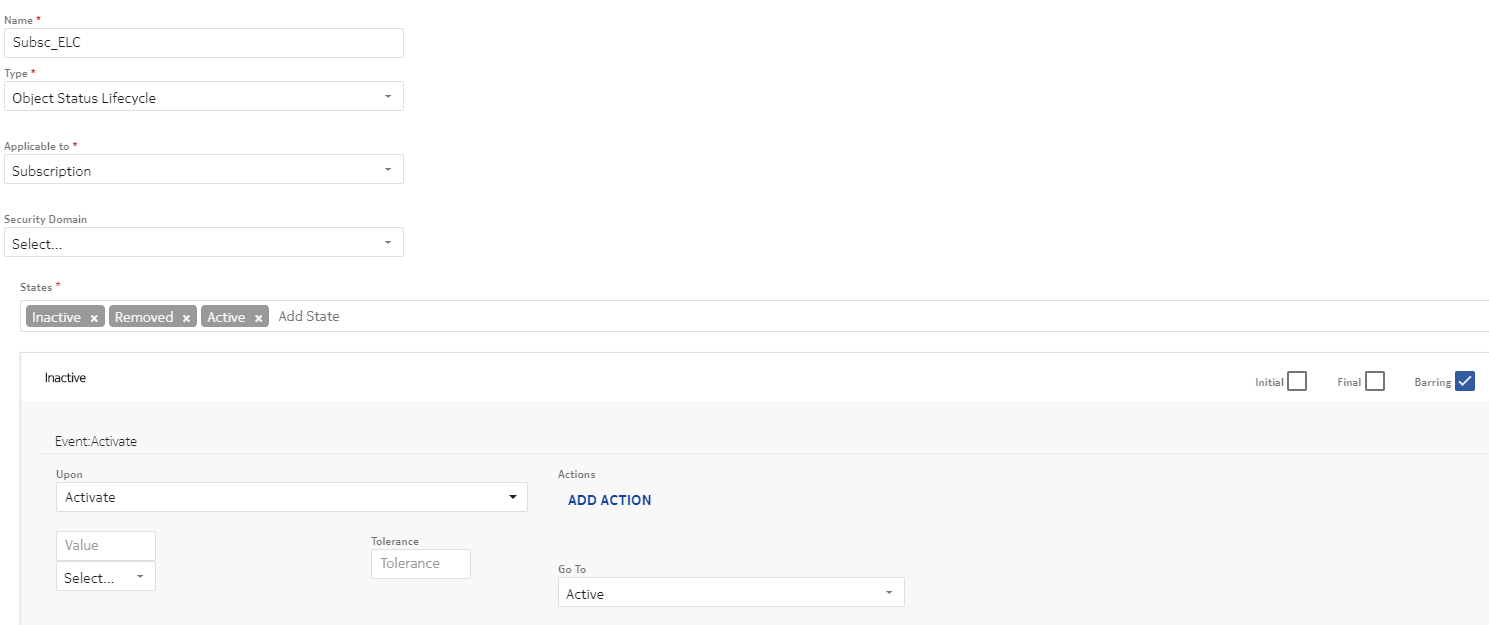 Name *
Subsc_ELC
Type *
Object Status Lifecycle
Applicable to *
Subscription
Security Domain
Select...
States *
Inactive × Removed × Active × Add State
Inactive Initial Final Barring
Event:Activate
Upon Actions
Activate ADD ACTION
Value Tolerance
Select... Tolerance
Go To
Active